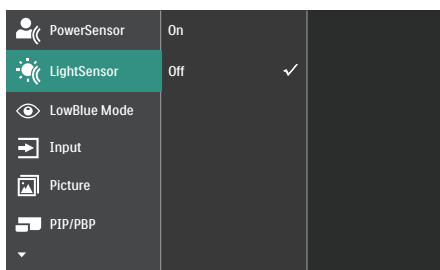 PowerSensor
On
LightSensor
Off
LowBlue Mode
Input
Picture
PIP/PBP